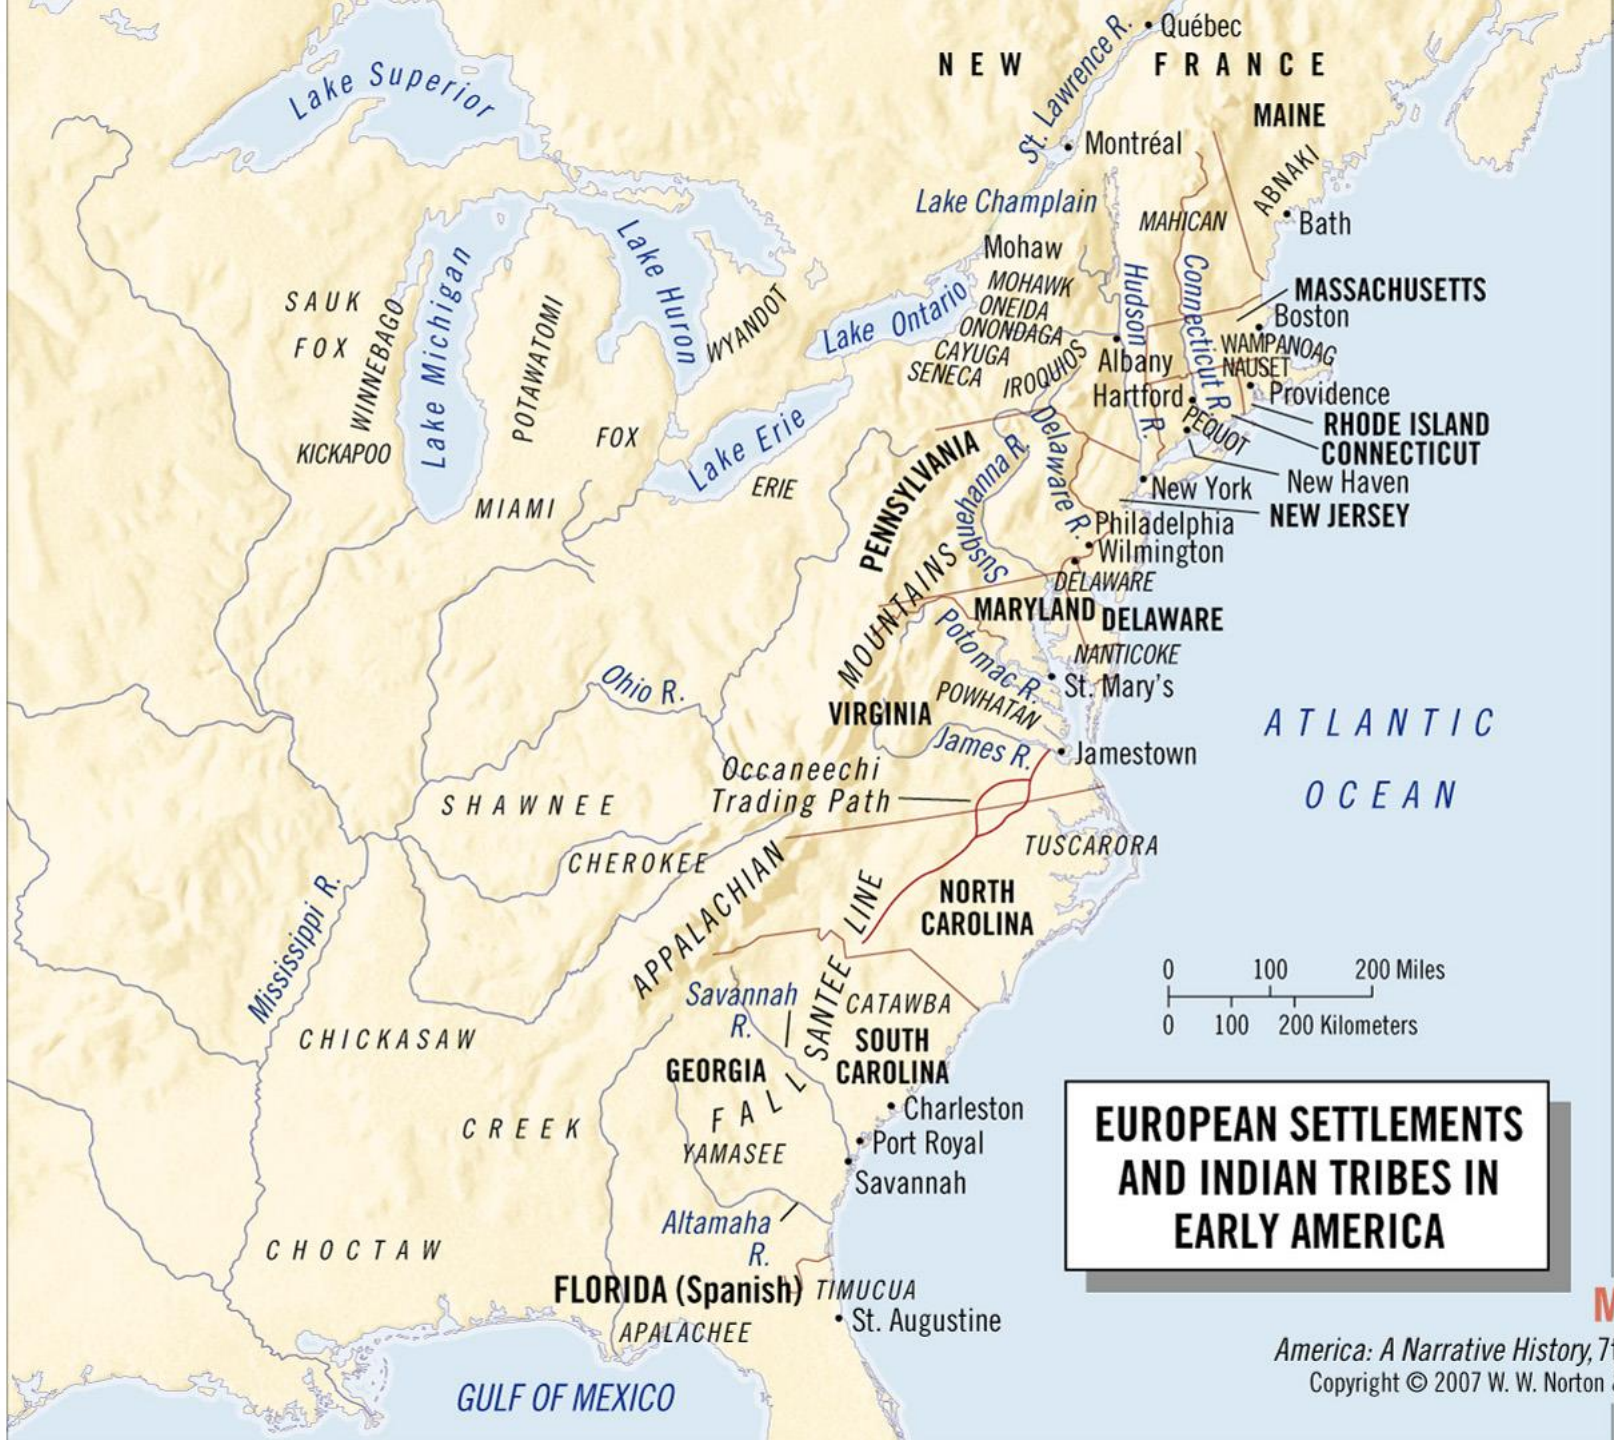 Québec
St. Lawrence R.
NEW FRANCE
MAINE
Lake Superior
Montréal
ABNAKI
Lake Champlain
MAHICAN
Bath
Mohaw
Lake Huron
Lake Michigan
SAUK
FOX
WINNEBAGO
POTAWATOMI
WYANDOT
Lake Ontario
MOHAWK
ONEIDA
ONONDAGA
CAYUGA
SENECA
IROQUIOS
Hudson R.
Connecticut R
MASSACHUSETTS
Boston
WAMPANOAG
NAUSET
Albany
Hartford
Providence
RHODE ISLAND
CONNECTICUT
PEQUOT
KICKAPOO
FOX
Lake Erie
ERIE
MIAMI
PENNSYLVANIA
Susquehanna R.
Delaware R.
New York
New Haven
NEW JERSEY
Philadelphia
Wilmington
DELAWARE
MARYLAND
DELAWARE
NANTICOKE
Potomac R.
St. Mary's
POWHATAN
Ohio R.
VIRGINIA
James R.
Jamestown
ATLANTIC
OCEAN
Occaneechi
Trading Path
SHAWNEE
CHEROKEE
APPALACHIAN MOUNTAINS
TUSCARORA
NORTH
CAROLINA
Mississippi R.
FALL LINE
SANTEE
CATAWBA
Savannah
R.
CHICKASAW
GEORGIA
SOUTH
CAROLINA
Charleston
Port Royal
Savannah
CREEK
YAMASEE
Altamaha
R.
CHOCTAW
FLORIDA (Spanish)
TIMUCUA
APALACHEE
St. Augustine
GULF OF MEXICO
0 100 200 Miles
0 100 200 Kilometers
EUROPEAN SETTLEMENTS
AND INDIAN TRIBES IN
EARLY AMERICA
M
America: A Narrative History, 7
Copyright © 2007 W. W. Norton